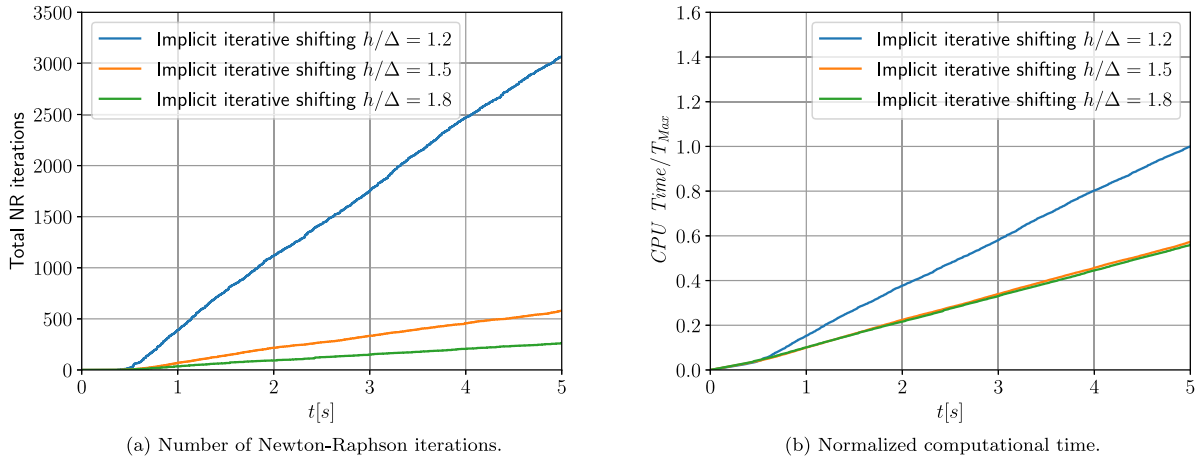 3500
3000
2500
2000
1500
1000
500
0
Total NR iterations
Implicit iterative shifting h/Δ = 1.2
Implicit iterative shifting h/Δ = 1.5
Implicit iterative shifting h/Δ = 1.8
0 1 2 3 4 5
t[s]
(a) Number of Newton-Raphson iterations.
1.6
1.4
1.2
1.0
0.8
0.6
0.4
0.2
0.0
CPU Time/T_Max
Implicit iterative shifting h/Δ = 1.2
Implicit iterative shifting h/Δ = 1.5
Implicit iterative shifting h/Δ = 1.8
0 1 2 3 4 5
t[s]
(b) Normalized computational time.